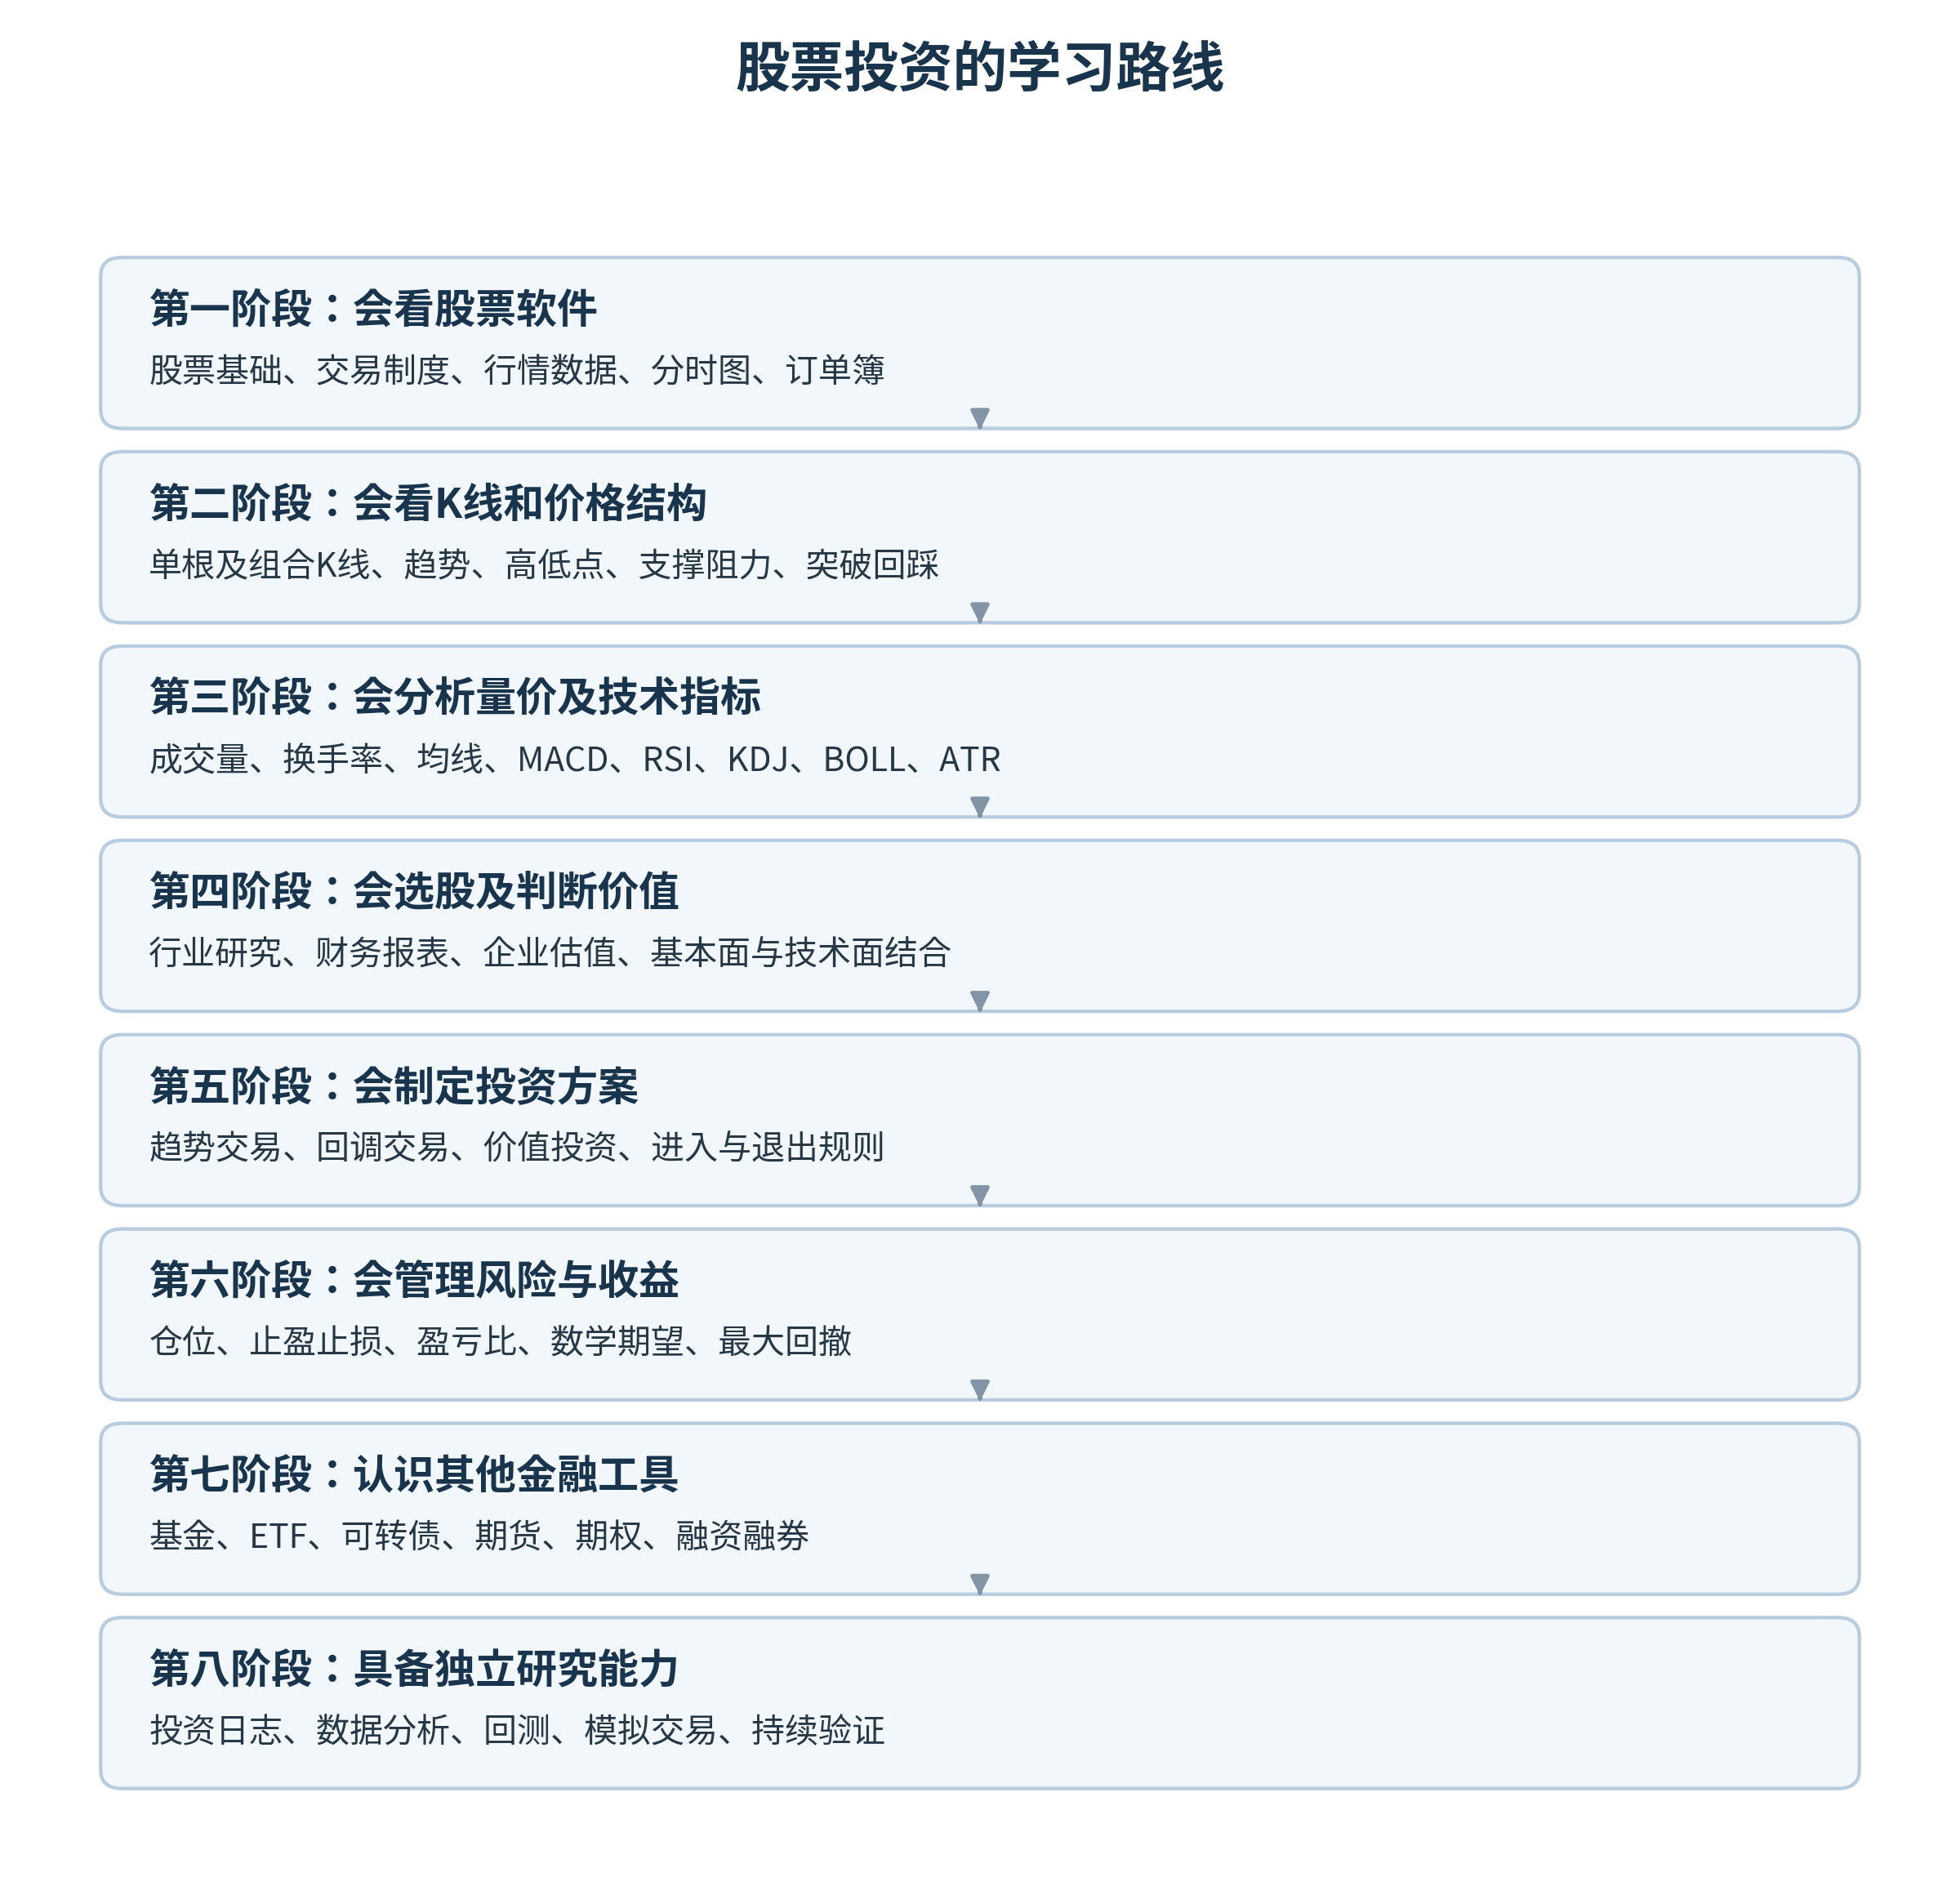 股票投资的学习路线
第一阶段：会看股票软件
股票基础、交易制度、行情数据、分时图、订单簿
第二阶段：会看K线和价格结构
单根及组合K线、趋势、高低点、支撑阻力、突破回踩
第三阶段：会分析量价及技术指标
成交量、换手率、均线、MACD、RSI、KDJ、BOLL、ATR
第四阶段：会选股及判断价值
行业研究、财务报表、企业估值、基本面与技术面结合
第五阶段：会制定投资方案
趋势交易、回调交易、价值投资、进入与退出规则
第六阶段：会管理风险与收益
仓位、止盈止损、盈亏比、数学期望、最大回撤
第七阶段：认识其他金融工具
基金、ETF、可转债、期货、期权、融资融券
第八阶段：具备独立研究能力
投资日志、数据分析、回测、模拟交易、持续验证